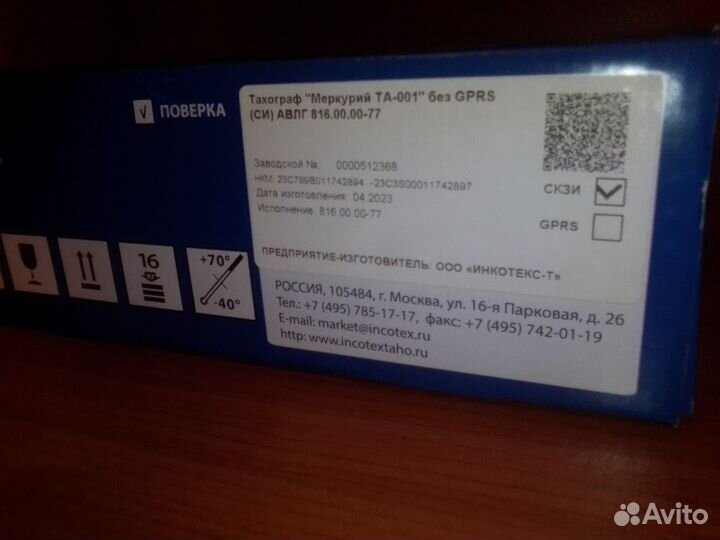 √ ПОВЕРКА
Тахограф "Меркурий ТА-001" без GPRS
(СИ) АВЛГ 816.00.00-77
Заводской №: 0000512368
НКМ: 23C799B011742894 -23C3S00011742897
Дата изготовления: 04.2023
Исполнение: 816.00.00-77
СКЗИ
GPRS
ПРЕДПРИЯТИЕ-ИЗГОТОВИТЕЛЬ: ООО «ИНКОТЕКС-Т»
РОССИЯ, 105484, г. Москва, ул. 16-я Парковая, д. 26
Тел.: +7 (495) 785-17-17, факс: +7 (495) 742-01-19
E-mail: market@incotex.ru
http: www.incotextaho.ru
16
+70°
-40°
Avito